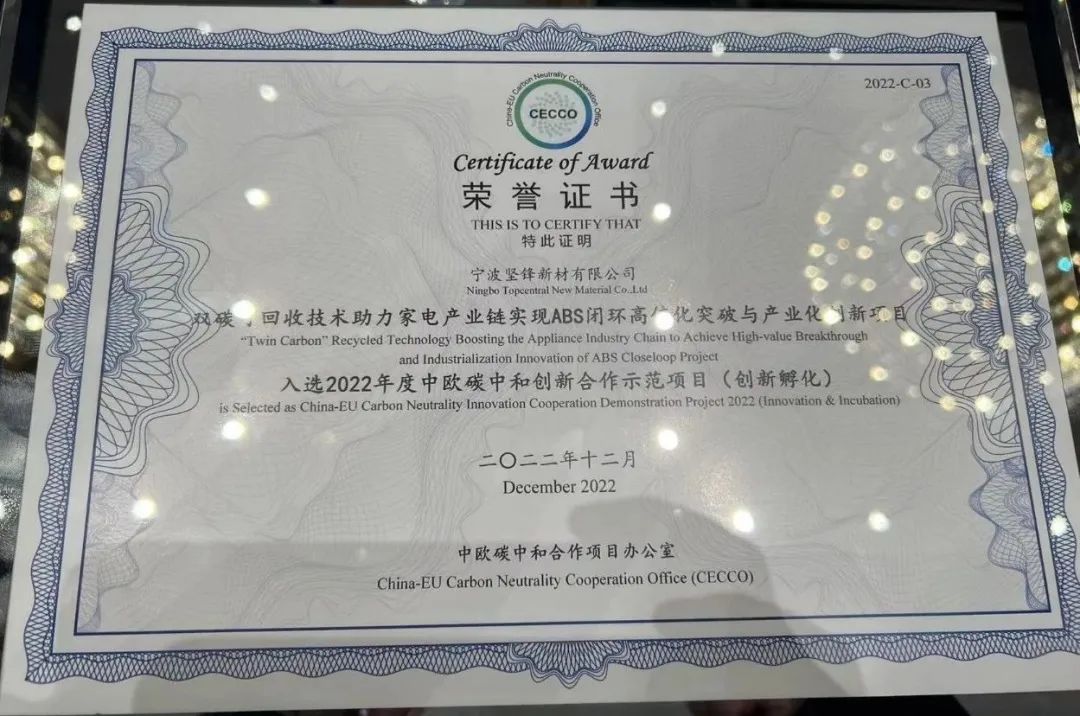 2022-C-03
China-EU Carbon Neutrality Cooperation Office
CECCO
Certificate of Award
荣誉证书
THIS IS TO CERTIFY THAT
特此证明
宁波坚锋新材有限公司
Ningbo Topcentral New Material Co.,Ltd
双碳 回收技术助力家电产业链实现ABS闭环高 化突破与产业化创新项目
“Twin Carbon” Recycled Technology Boosting the Appliance Industry Chain to Achieve High-value Breakthrough
and Industrialization Innovation of ABS Closeloop Project
入选2022年度中欧碳中和创新合作示范项目（创新孵化）
is Selected as China-EU Carbon Neutrality Innovation Cooperation Demonstration Project 2022 (Innovation & Incubation)
二〇二二年十二月
December 2022
中欧碳中和合作项目办公室
China-EU Carbon Neutrality Cooperation Office (CECCO)